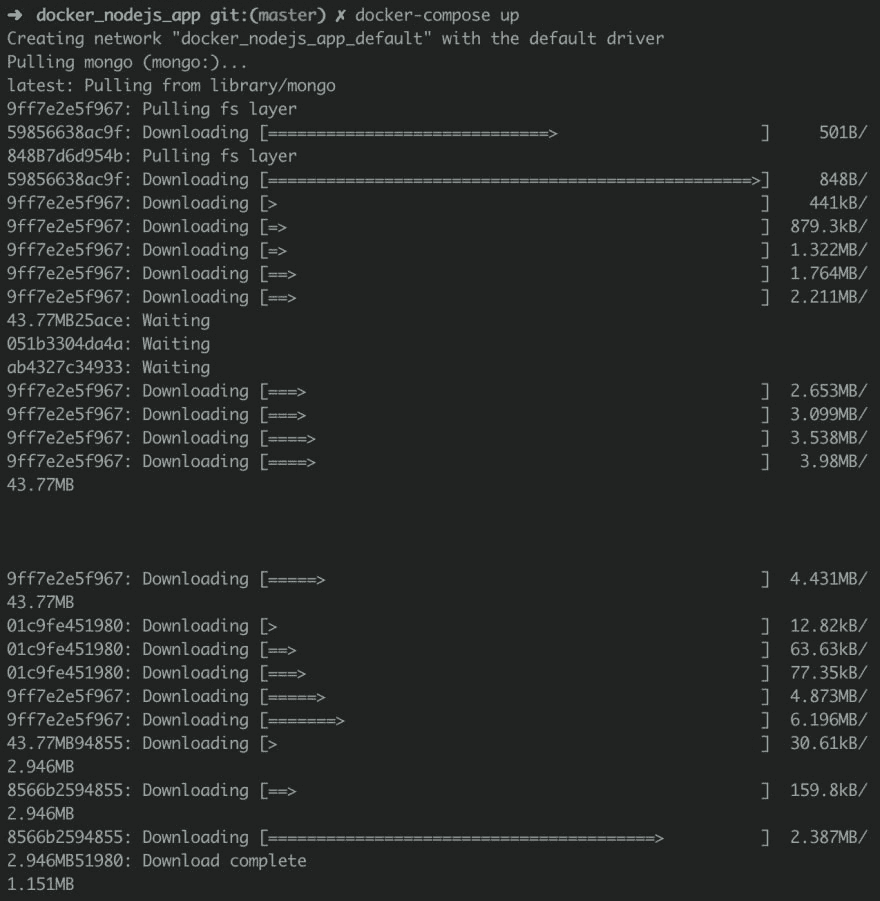 ➜  docker_nodejs_app git:(master) ✗ docker-compose up
Creating network "docker_nodejs_app_default" with the default driver
Pulling mongo (mongo:)...
latest: Pulling from library/mongo
9ff7e2e5f967: Pulling fs layer
59856638ac9f: Downloading [=============================>                     ]     501B/
848B7d6d954b: Pulling fs layer
59856638ac9f: Downloading [==================================================>]     848B/
9ff7e2e5f967: Downloading [>                                                  ]    441kB/
9ff7e2e5f967: Downloading [=>                                                 ]  879.3kB/
9ff7e2e5f967: Downloading [=>                                                 ]  1.322MB/
9ff7e2e5f967: Downloading [==>                                                ]  1.764MB/
9ff7e2e5f967: Downloading [==>                                                ]  2.211MB/
43.77MB25ace: Waiting
051b3304da4a: Waiting
ab4327c34933: Waiting
9ff7e2e5f967: Downloading [===>                                               ]  2.653MB/
9ff7e2e5f967: Downloading [===>                                               ]  3.099MB/
9ff7e2e5f967: Downloading [====>                                              ]  3.538MB/
9ff7e2e5f967: Downloading [====>                                              ]   3.98MB/
43.77MB
9ff7e2e5f967: Downloading [=====>                                             ]  4.431MB/
43.77MB
01c9fe451980: Downloading [>                                                  ]  12.82kB/
01c9fe451980: Downloading [==>                                                ]  63.63kB/
01c9fe451980: Downloading [===>                                               ]  77.35kB/
9ff7e2e5f967: Downloading [=====>                                             ]  4.873MB/
9ff7e2e5f967: Downloading [=======>                                           ]  6.196MB/
43.77MB94855: Downloading [>                                                  ]  30.61kB/
2.946MB
8566b2594855: Downloading [==>                                                ]  159.8kB/
2.946MB
8566b2594855: Downloading [========================================>          ]  2.387MB/
2.946MB51980: Download complete
1.151MB